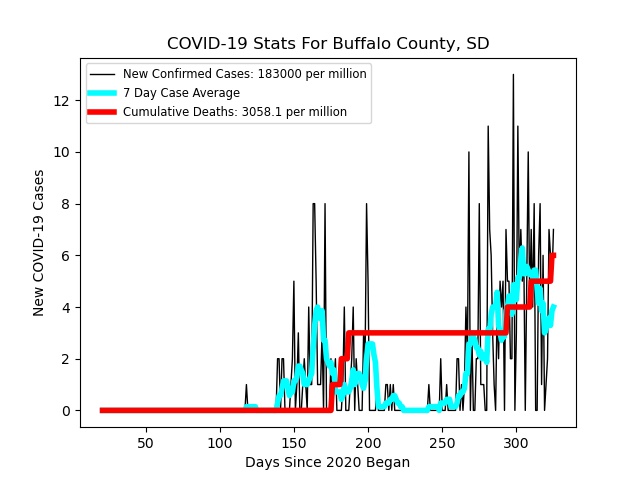 COVID-19 Stats For Buffalo County, SD
New Confirmed Cases: 183000 per million
7 Day Case Average
Cumulative Deaths: 3058.1 per million
New COVID-19 Cases
12
10
8
6
4
2
0
50 100 150 200 250 300
Days Since 2020 Began